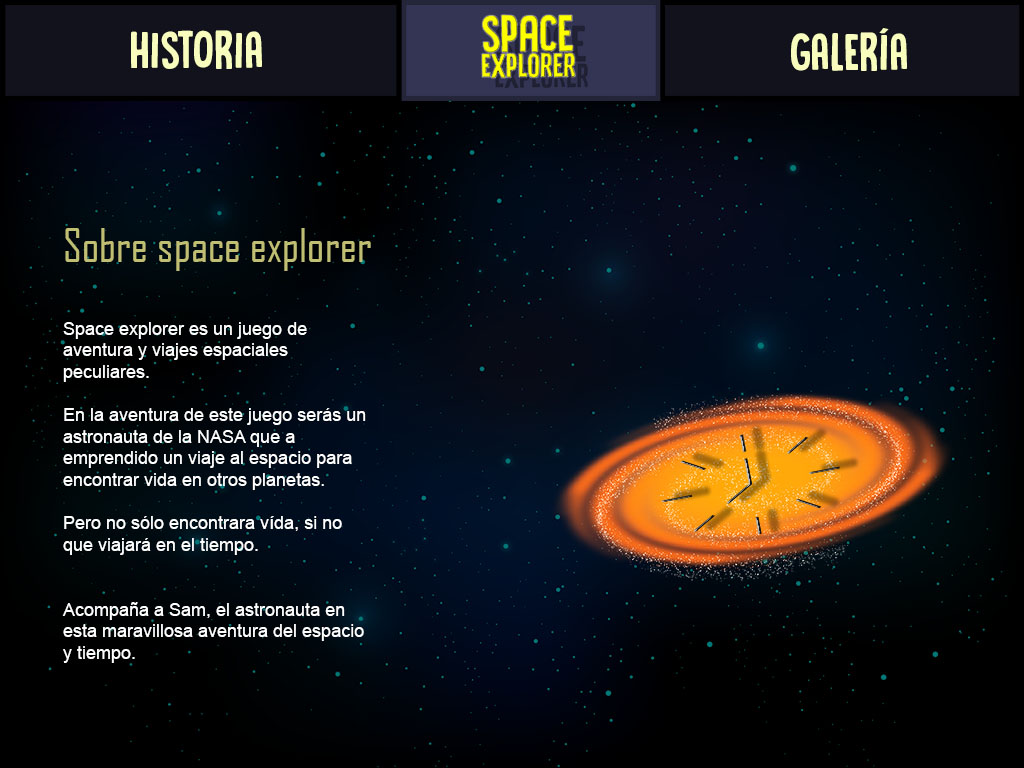 HISTORIA
SPACE
EXPLORER
GALERÍA
Sobre space explorer
Space explorer es un juego de
aventura y viajes espaciales
peculiares.
En la aventura de este juego serás un
astronauta de la NASA que a
emprendido un viaje al espacio para
encontrar vida en otros planetas.
Pero no sólo encontrara vída, si no
que viajará en el tiempo.
Acompaña a Sam, el astronauta en
esta maravillosa aventura del espacio
y tiempo.